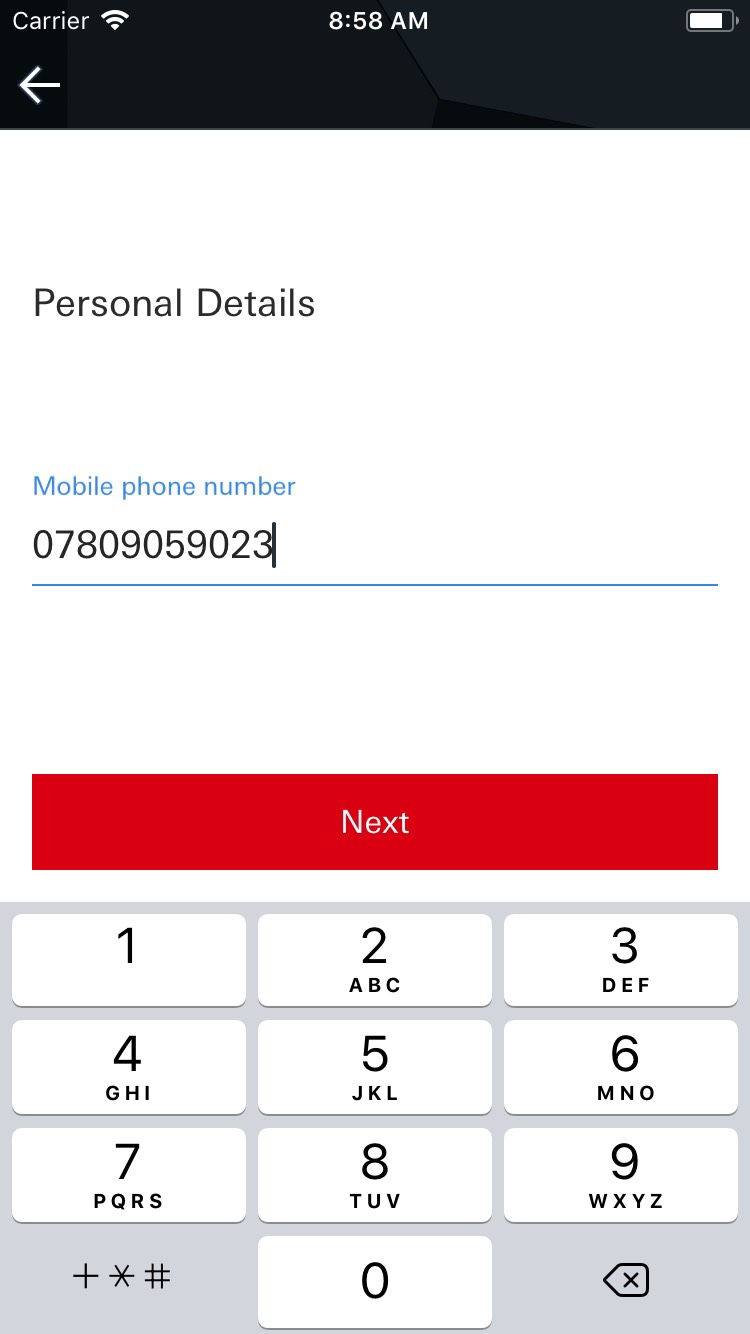 Carrier 8:58 AM
Personal Details
Mobile phone number
07809059023
Next
1 2 3
ABC DEF
4 5 6
GHI JKL MNO
7 8 9
PQRS TUV WXYZ
+*# 0